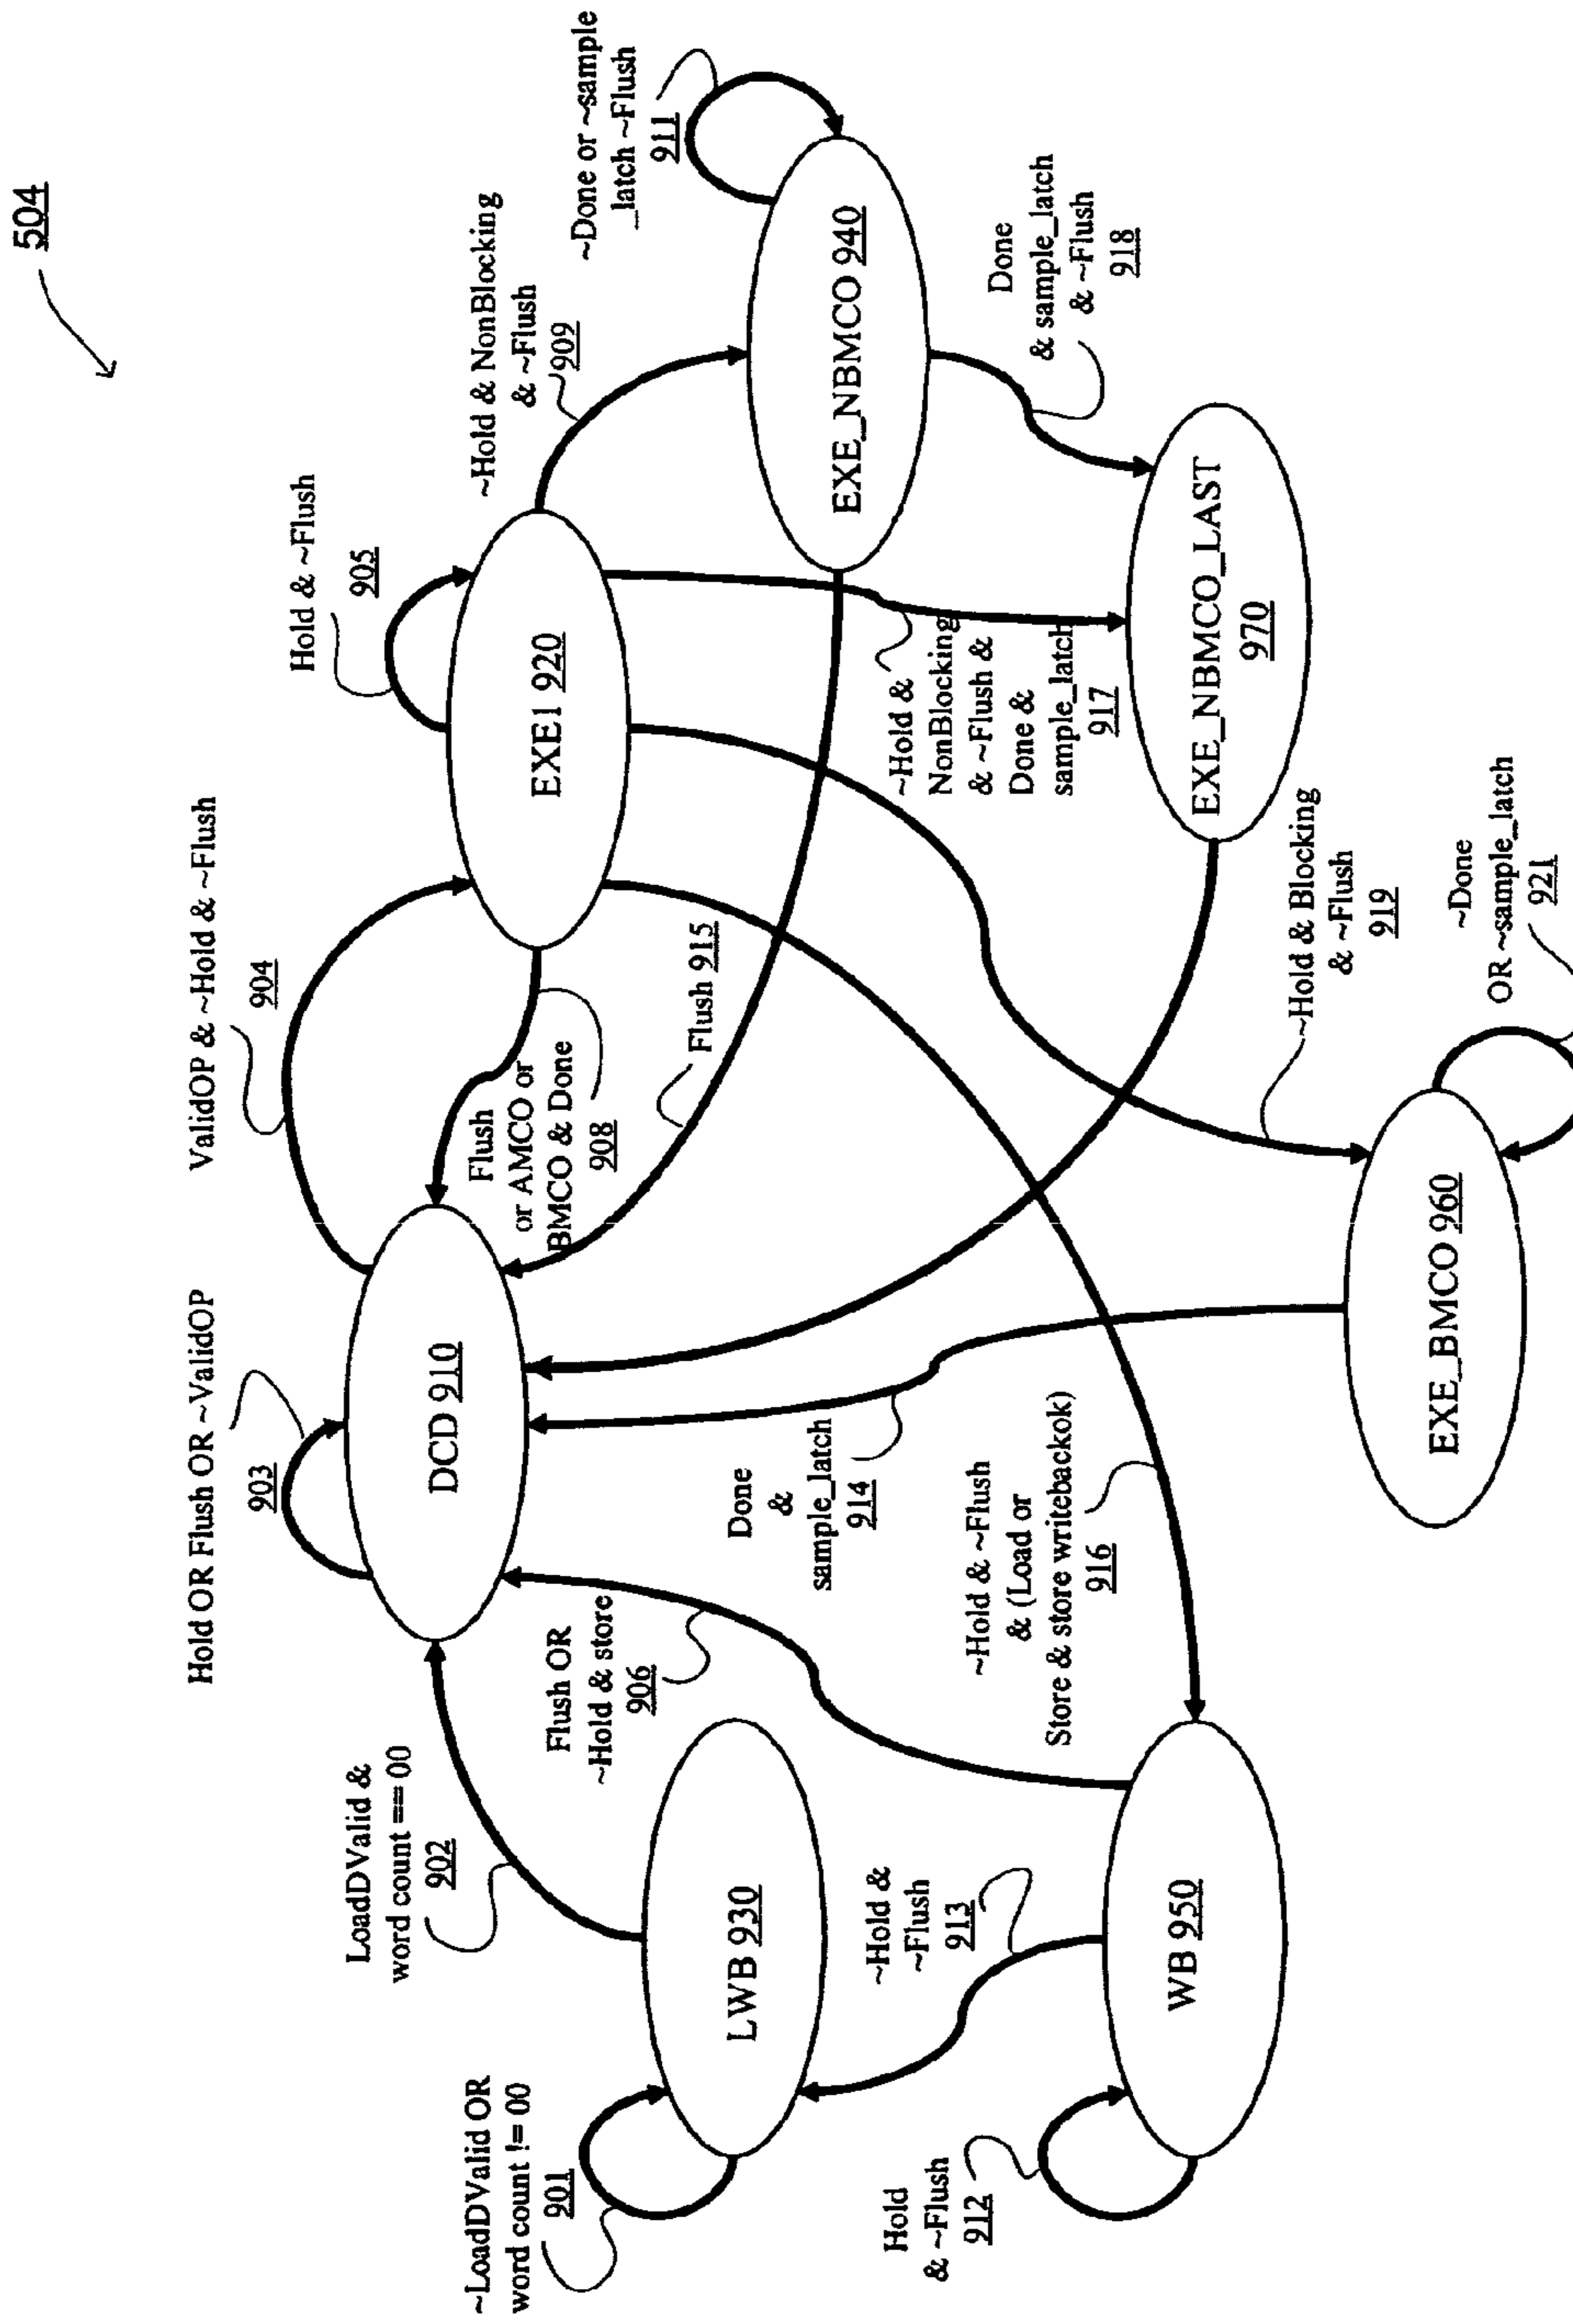 504
~LoadDValid OR
word count != 00
901
LoadDValid &
word count == 00
902
Hold OR Flush OR ~ValidOP
903
ValidOP & ~Hold & ~Flush
904
Hold & ~Flush
905
~Hold & NonBlocking
& ~Flush
909
~Done or ~sample
_latch ~Flush
911
LWB 930
DCD 910
EXE1 920
EXE_NBMCO 940
Flush OR
~Hold & store
906
Flush
or AMCO or
BMCO & Done
908
Flush 915
Done
& sample_latch
& ~Flush
918
Hold
& ~Flush
912
~Hold &
~Flush
913
Done
&
sample_latch
914
~Hold &
NonBlocking
& ~Flush &
Done &
sample_latch
917
~Hold & ~Flush
& (Load or
Store & store writebackok)
916
WB 950
EXE_NBMCO_LAST
970
~Hold & Blocking
& ~Flush
919
EXE_BMCO 960
~Done
OR ~sample_latch
921